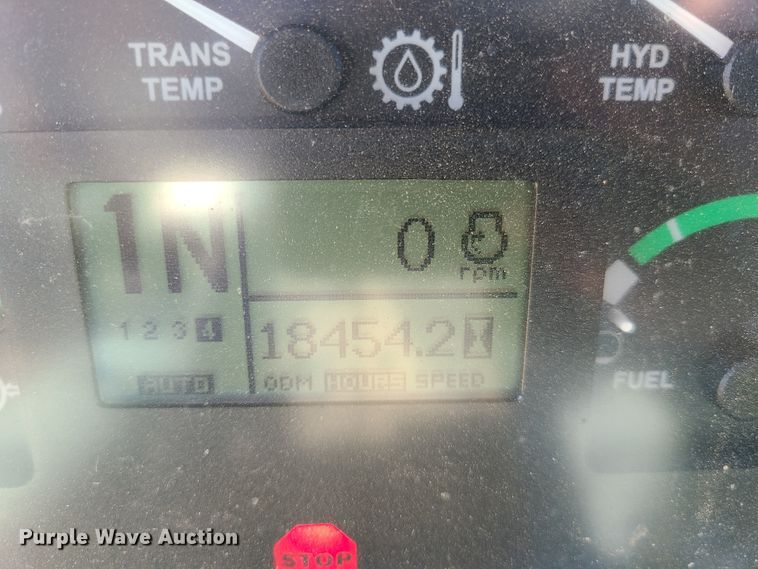 TRANS
TEMP
HYD
TEMP
1N
0
rpm
1 2 3 4
18454.2
AUTO
ODM HOURS SPEED
FUEL
Purple Wave Auction
STOP